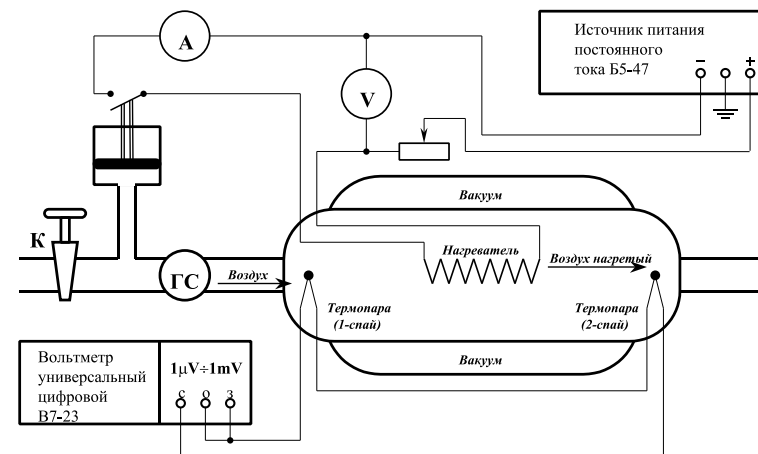 А
Источник питания
постоянного
тока Б5-47
− +
V
Вакуум
К
Нагреватель
ГС
Воздух
Воздух нагретый
Термопара
(1-спай)
Термопара
(2-спай)
Вакуум
Вольтметр
универсальный
цифровой
В7-23
1μV÷1mV
с о з